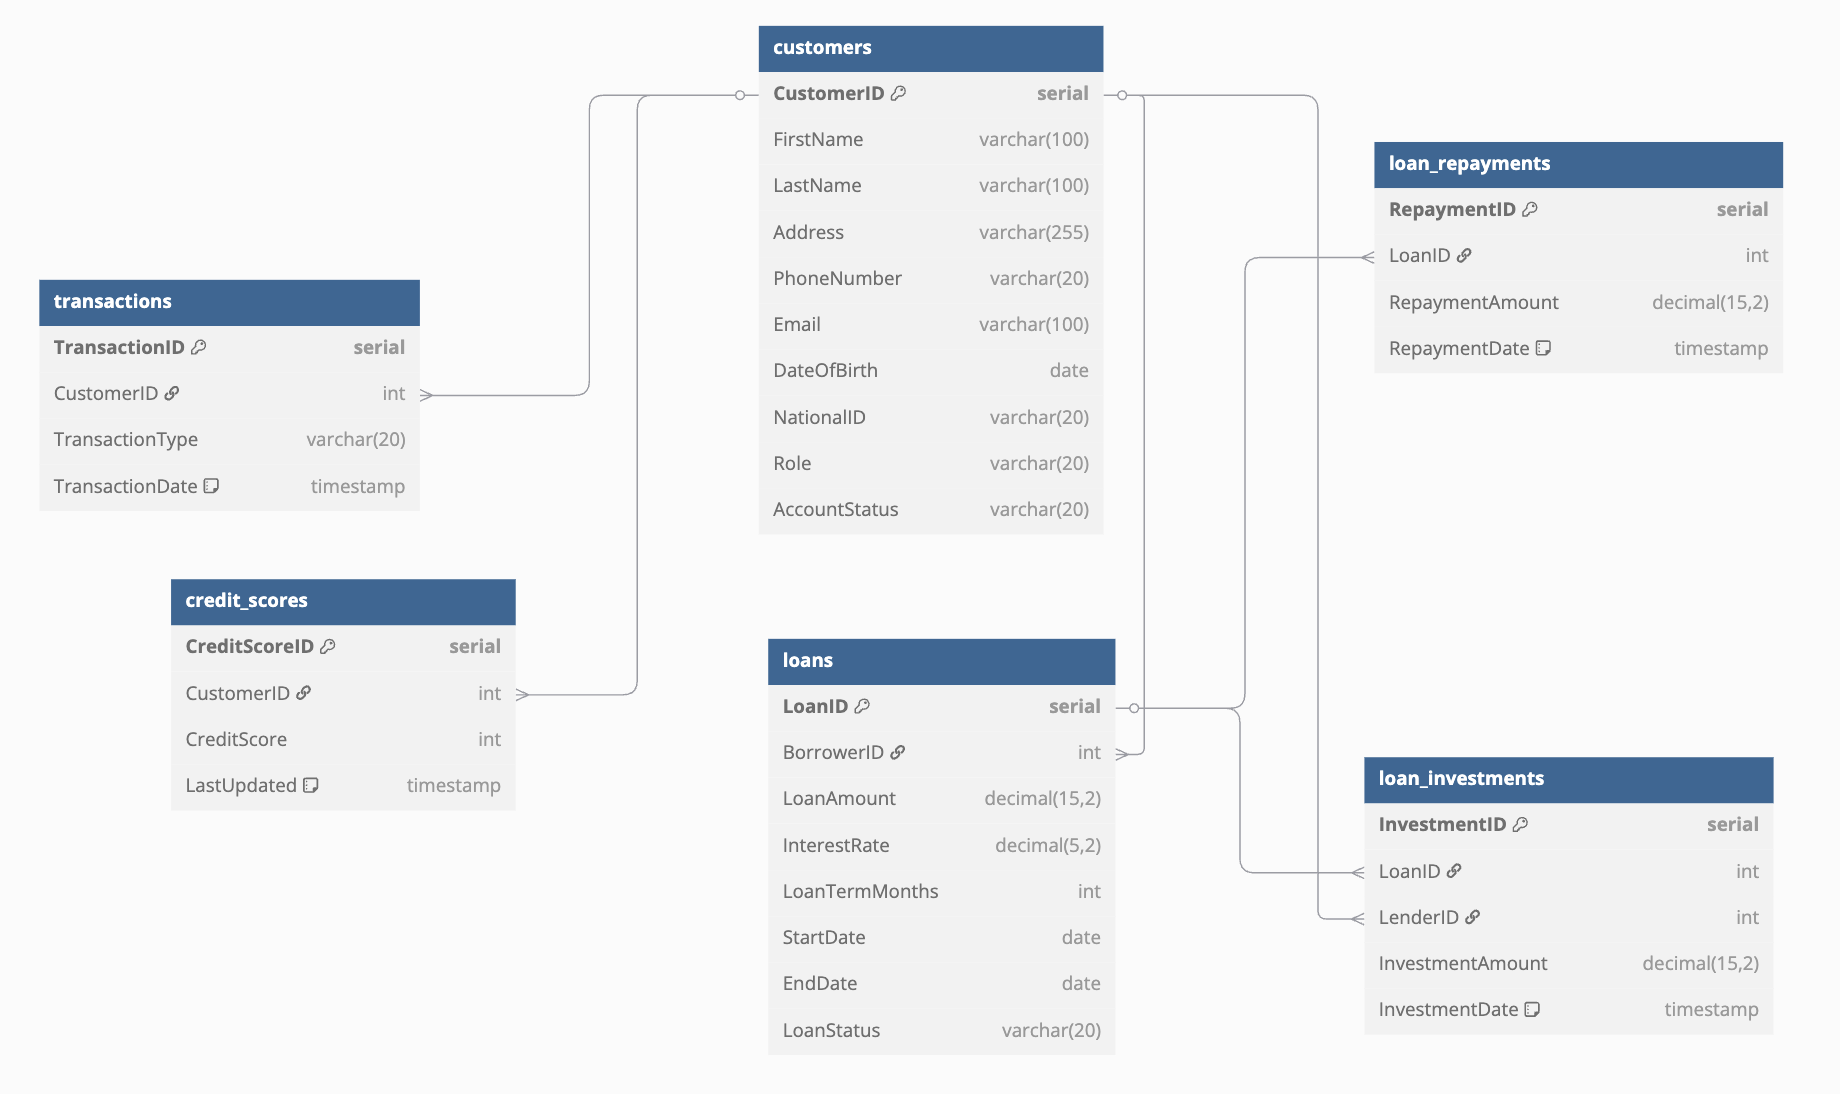 customers
CustomerID serial
FirstName varchar(100)
LastName varchar(100)
Address varchar(255)
PhoneNumber varchar(20)
Email varchar(100)
DateOfBirth date
NationalID varchar(20)
Role varchar(20)
AccountStatus varchar(20)
loan_repayments
RepaymentID serial
LoanID int
RepaymentAmount decimal(15,2)
RepaymentDate timestamp
transactions
TransactionID serial
CustomerID int
TransactionType varchar(20)
TransactionDate timestamp
credit_scores
CreditScoreID serial
CustomerID int
CreditScore int
LastUpdated timestamp
loans
LoanID serial
BorrowerID int
LoanAmount decimal(15,2)
InterestRate decimal(5,2)
LoanTermMonths int
StartDate date
EndDate date
LoanStatus varchar(20)
loan_investments
InvestmentID serial
LoanID int
LenderID int
InvestmentAmount decimal(15,2)
InvestmentDate timestamp